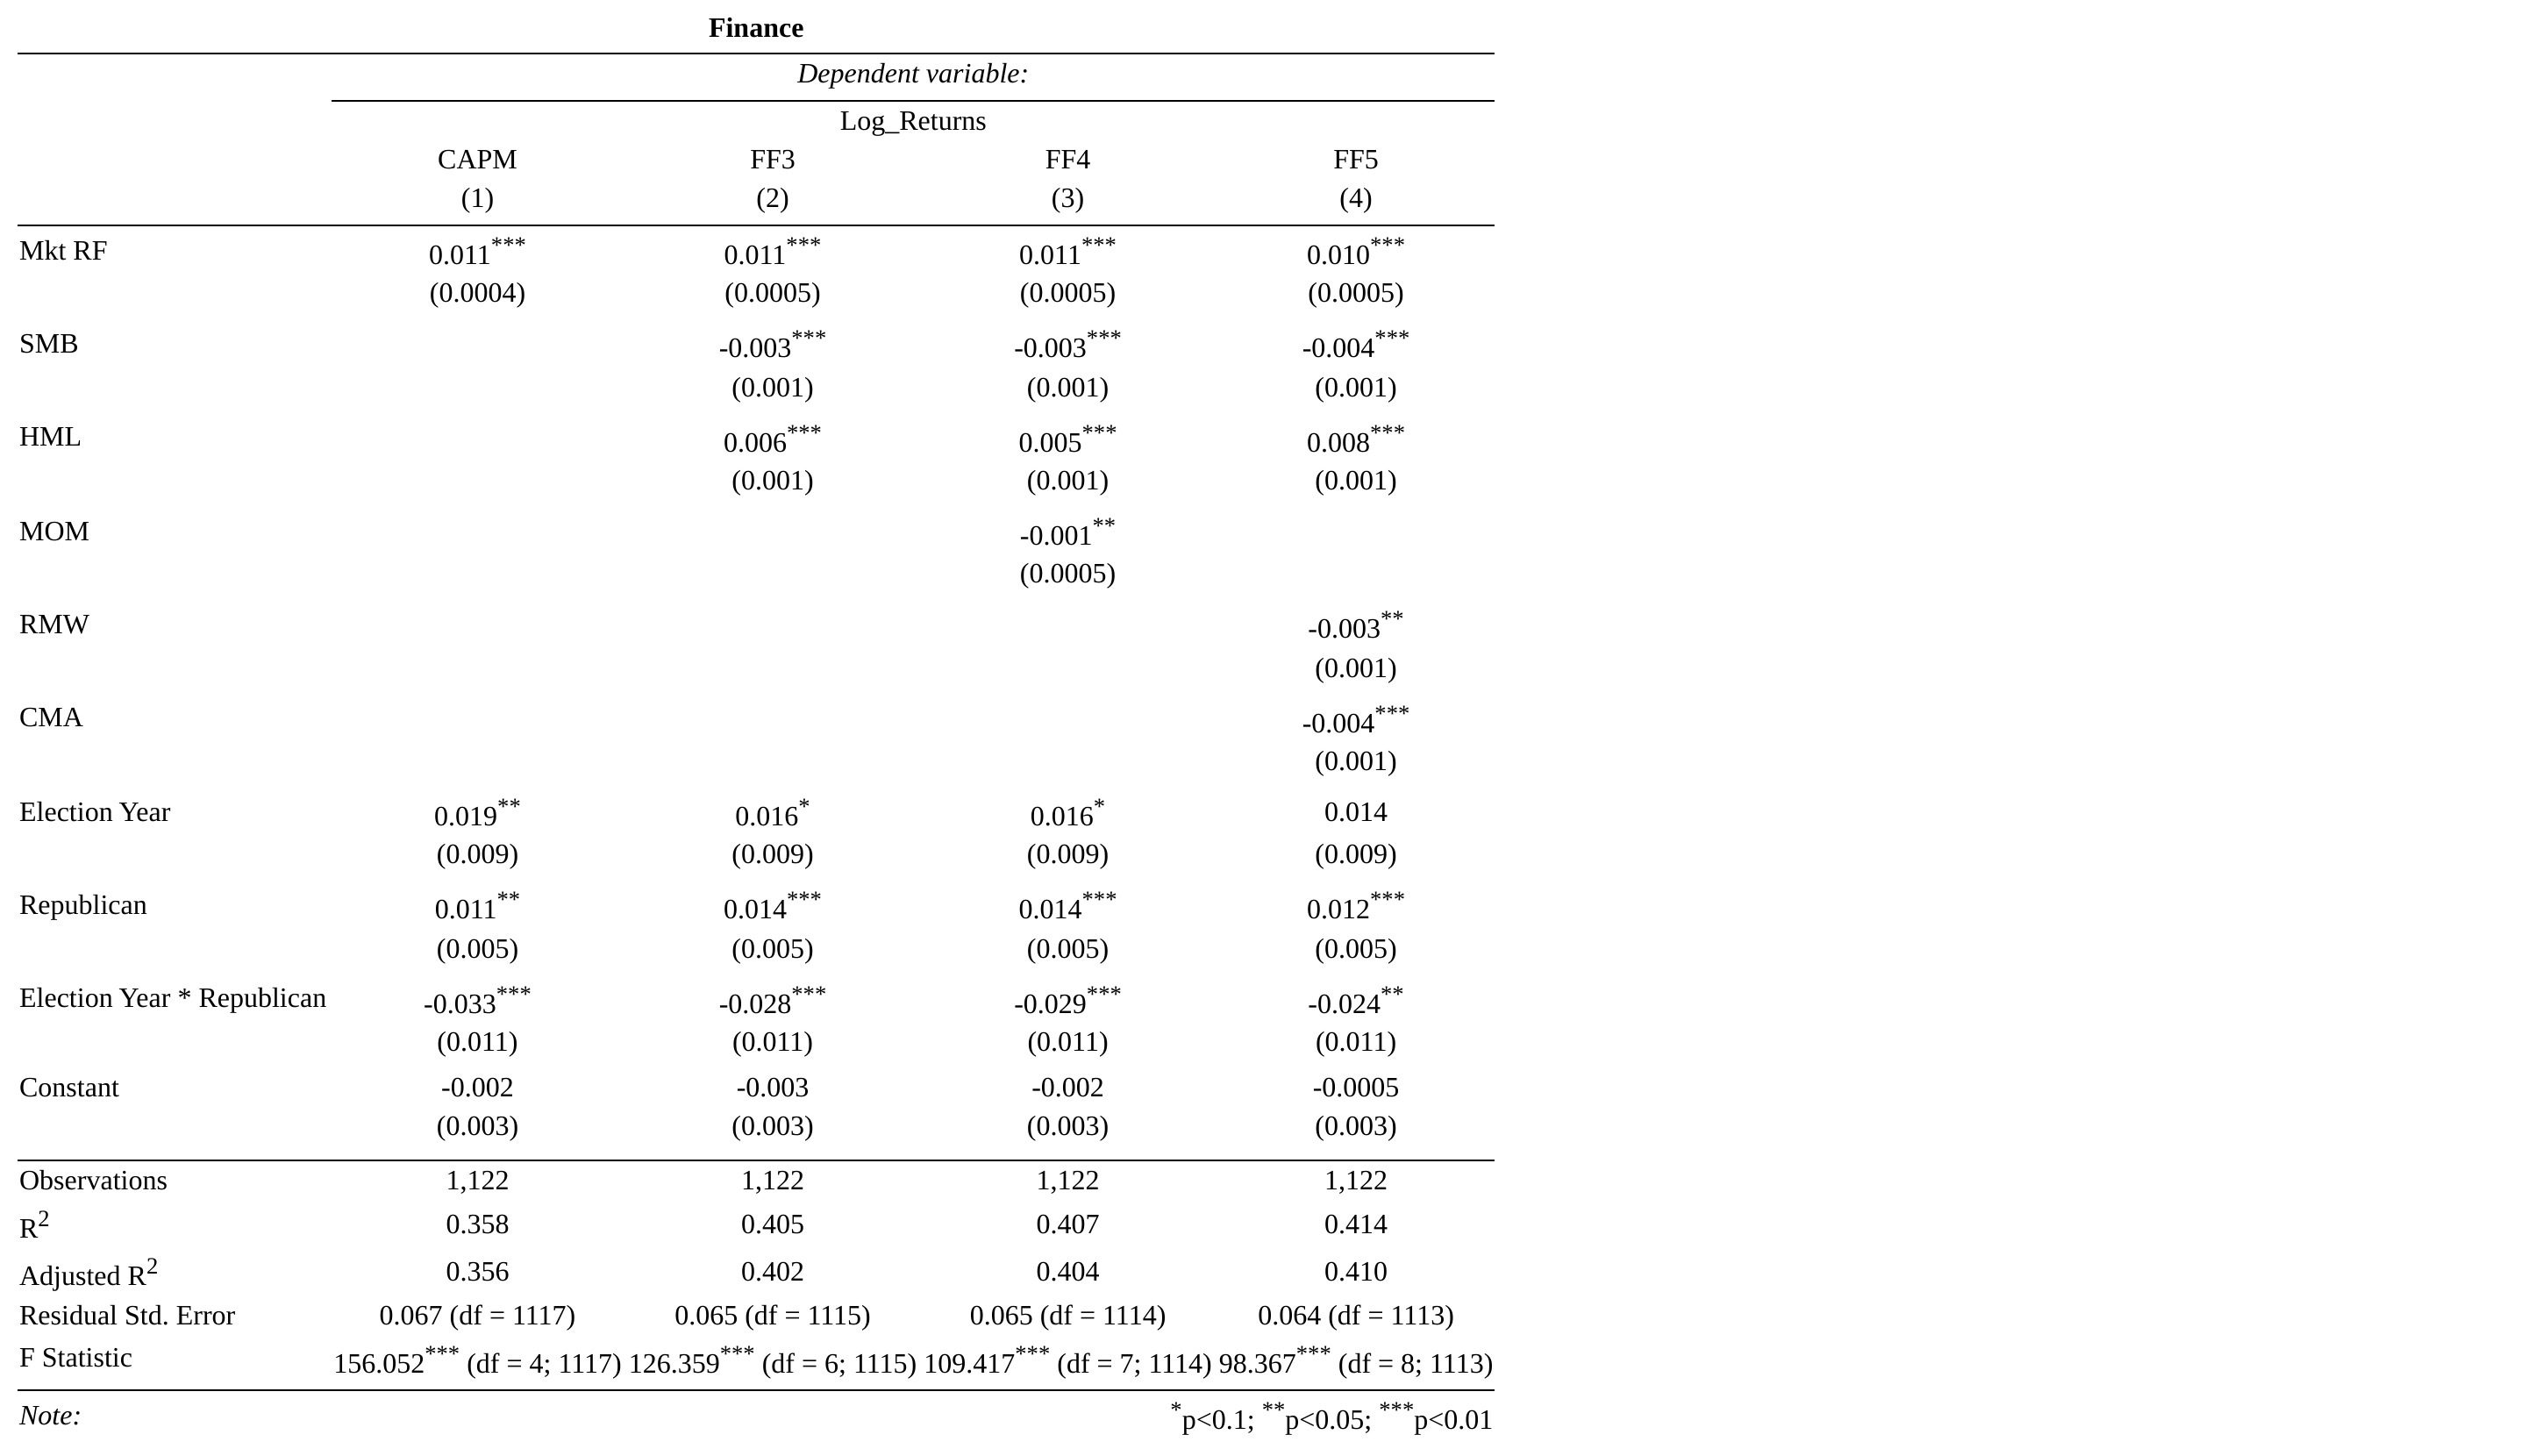 Finance
Dependent variable:
Log_Returns
CAPM FF3 FF4 FF5
(1) (2) (3) (4)
Mkt RF 0.011*** 0.011*** 0.011*** 0.010***
(0.0004) (0.0005) (0.0005) (0.0005)
SMB -0.003*** -0.003*** -0.004***
(0.001) (0.001) (0.001)
HML 0.006*** 0.005*** 0.008***
(0.001) (0.001) (0.001)
MOM -0.001**
(0.0005)
RMW -0.003**
(0.001)
CMA -0.004***
(0.001)
Election Year 0.019** 0.016* 0.016* 0.014
(0.009) (0.009) (0.009) (0.009)
Republican 0.011** 0.014*** 0.014*** 0.012***
(0.005) (0.005) (0.005) (0.005)
Election Year * Republican -0.033*** -0.028*** -0.029*** -0.024**
(0.011) (0.011) (0.011) (0.011)
Constant -0.002 -0.003 -0.002 -0.0005
(0.003) (0.003) (0.003) (0.003)
Observations 1,122 1,122 1,122 1,122
R2 0.358 0.405 0.407 0.414
Adjusted R2 0.356 0.402 0.404 0.410
Residual Std. Error 0.067 (df = 1117) 0.065 (df = 1115) 0.065 (df = 1114) 0.064 (df = 1113)
F Statistic 156.052*** (df = 4; 1117) 126.359*** (df = 6; 1115) 109.417*** (df = 7; 1114) 98.367*** (df = 8; 1113)
Note: *p<0.1; **p<0.05; ***p<0.01